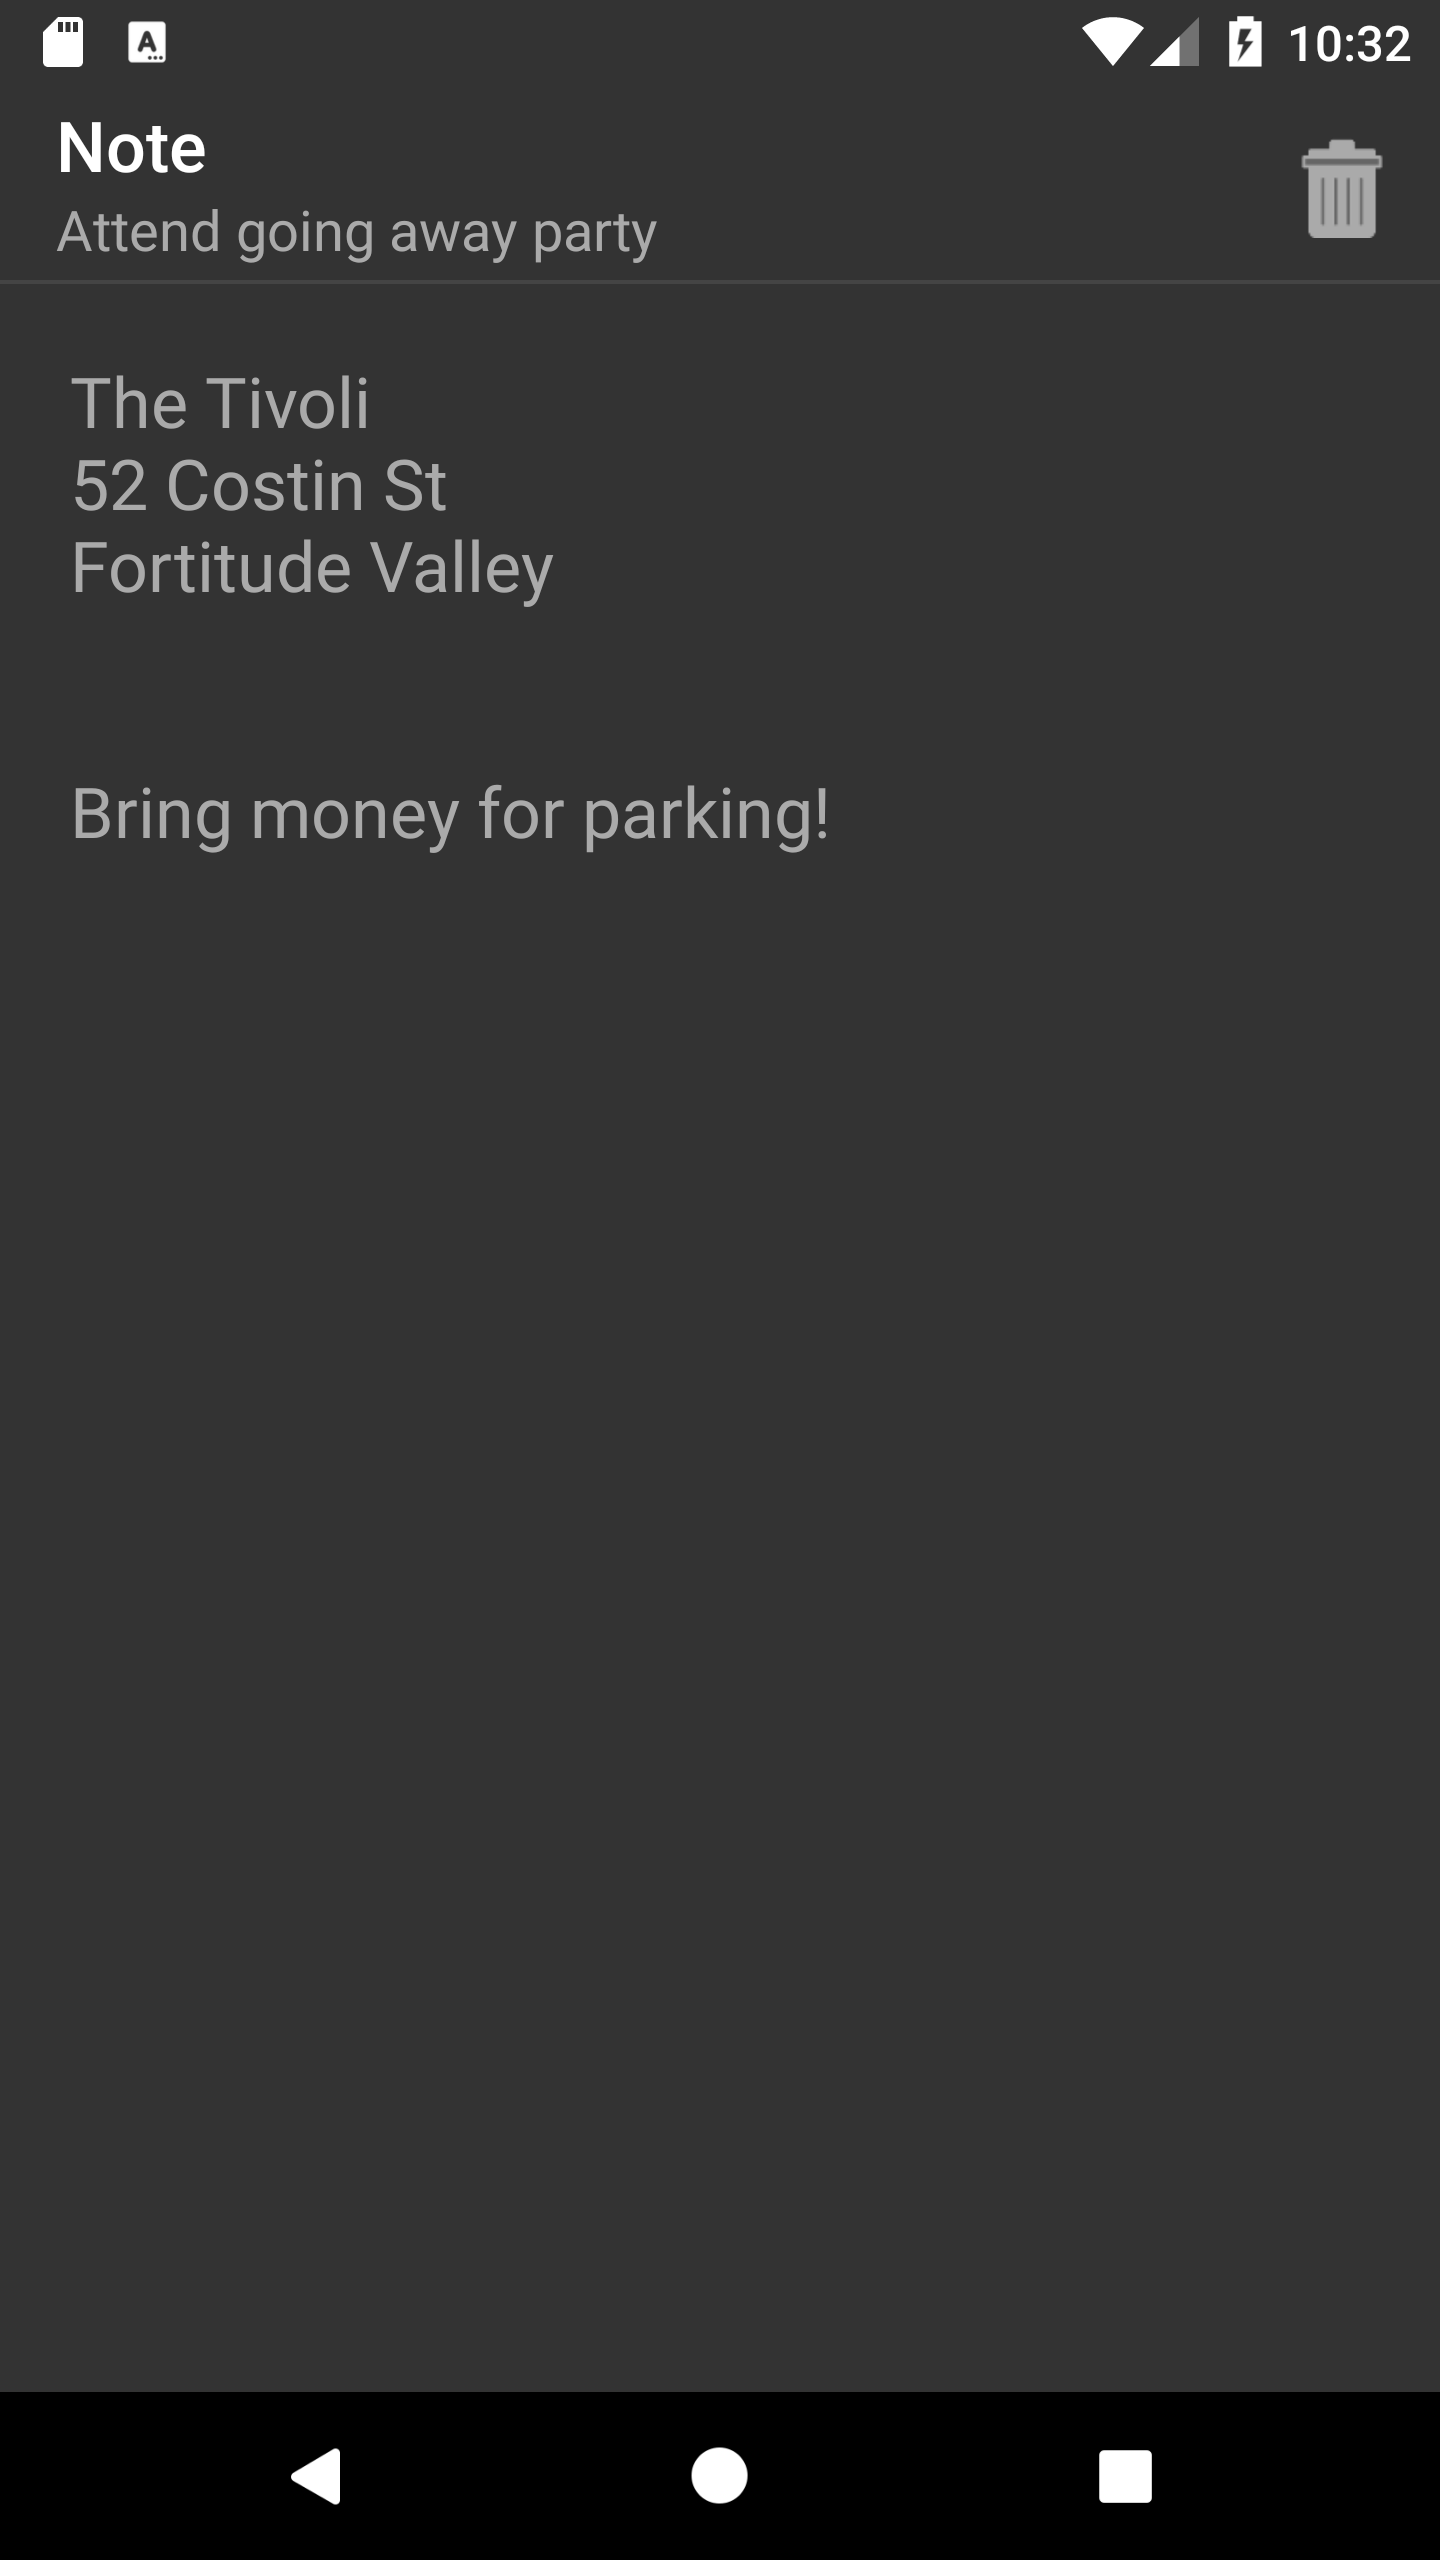 10:32
Note
Attend going away party
The Tivoli
52 Costin St
Fortitude Valley
Bring money for parking!